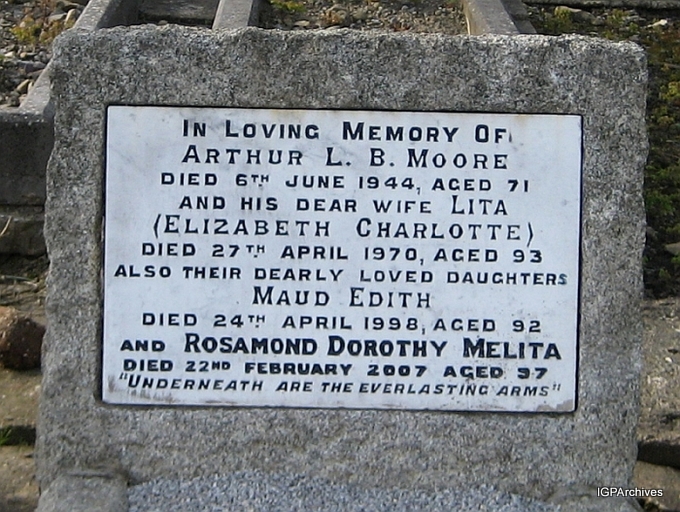 IN LOVING MEMORY OF
ARTHUR L. B. MOORE
DIED 6TH JUNE 1944, AGED 71
AND HIS DEAR WIFE LITA
(ELIZABETH CHARLOTTE)
DIED 27TH APRIL 1970, AGED 93
ALSO THEIR DEARLY LOVED DAUGHTERS
MAUD EDITH
DIED 24TH APRIL 1998, AGED 92
AND ROSAMOND DOROTHY MELITA
DIED 22ND FEBRUARY 2007 AGED 97
"UNDERNEATH ARE THE EVERLASTING ARMS"
IGPArchives